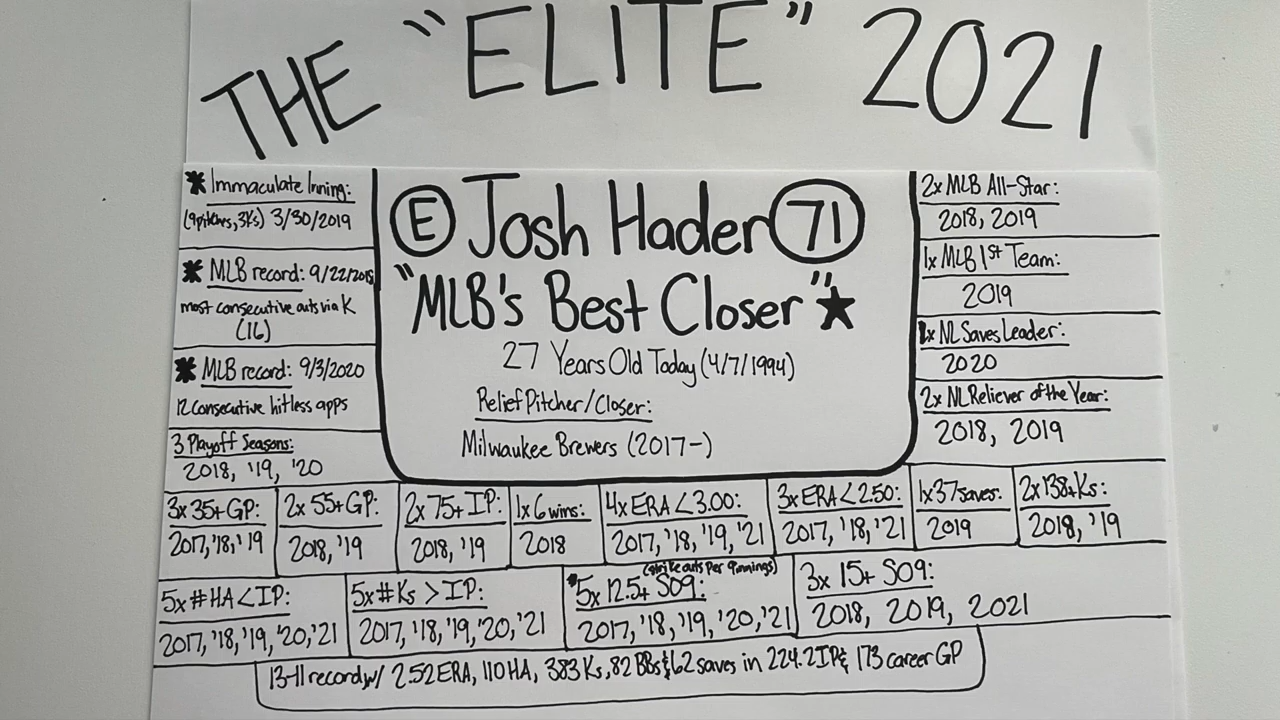 THE "ELITE" 2021
* Immaculate Inning:
(9pitches, 3Ks) 3/30/2019
* MLB record: 9/22/2018
most consecutive outs via K
(16)
* MLB record: 9/3/2020
12 consecutive hitless apps
3 Playoff Seasons:
2018, '19, '20
E Josh Hader 71
"MLB's Best Closer" ★
27 Years Old Today (4/7/1994)
Relief Pitcher/Closer:
Milwaukee Brewers (2017-)
2x MLB All-Star:
2018, 2019
1x MLB 1st Team:
2019
1x NL Saves Leader:
2020
2x NL Reliever of the Year:
2018, 2019
3x 35+ GP:
2017, '18, '19
2x 55+ GP:
2018, '19
2x 75+ IP:
2018, '19
1x 6 wins:
2018
4x ERA < 3.00:
2017, '18, '19, '21
3x ERA < 2.50:
2017, '18, '21
1x 37 saves:
2019
2x 138+ Ks:
2018, '19
5x # HA < IP:
2017, '18, '19, '20, '21
5x # Ks > IP:
2017, '18, '19, '20, '21
(strike outs per 9 innings)
*5x 12.5+ SO9:
2017, '18, '19, '20, '21
3x 15+ SO9:
2018, 2019, 2021
13-11 record w/ 2.52 ERA, 110 HA, 383 Ks, 82 BBs & 62 saves in 224.2 IP & 173 career GP